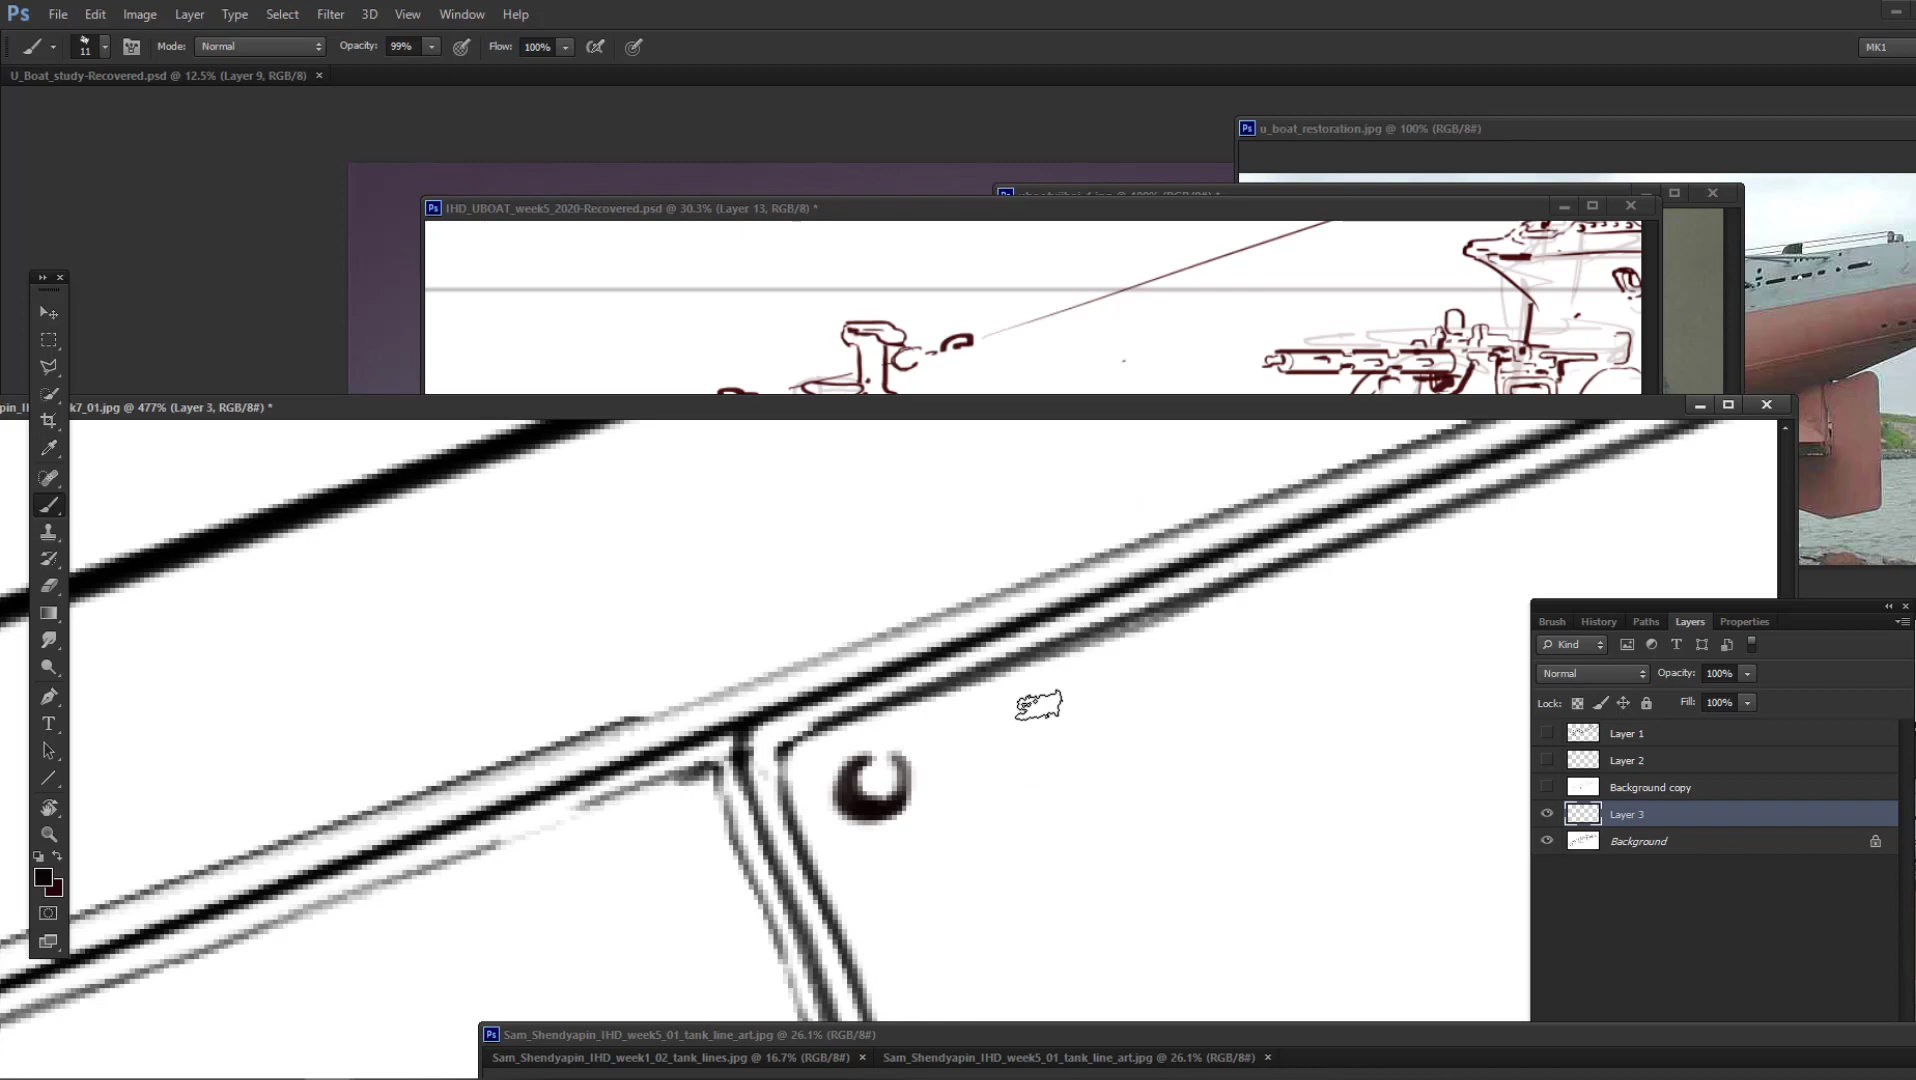 Ps File Edit Image Layer Type Select Filter 3D View Window Help
11 Mode: Normal Opacity: 99% Flow: 100% MK1
U_Boat_study-Recovered.psd @ 12.5% (Layer 9, RGB/8) ×
Ps u_boat_restoration.jpg @ 100% (RGB/8#)
Ps IHD_UBOAT_week5_2020-Recovered.psd @ 30.3% (Layer 13, RGB/8) *
k7_01.jpg @ 477% (Layer 3, RGB/8#) *
Brush History Paths Layers Properties
Kind
Normal Opacity: 100%
Lock: Fill: 100%
Layer 1
Layer 2
Background copy
Layer 3
Background
Ps Sam_Shendyapin_IHD_week5_01_tank_line_art.jpg @ 26.1% (RGB/8#)
Sam_Shendyapin_IHD_week1_02_tank_lines.jpg @ 16.7% (RGB/8#) × Sam_Shendyapin_IHD_week5_01_tank_line_art.jpg @ 26.1% (RGB/8#) ×